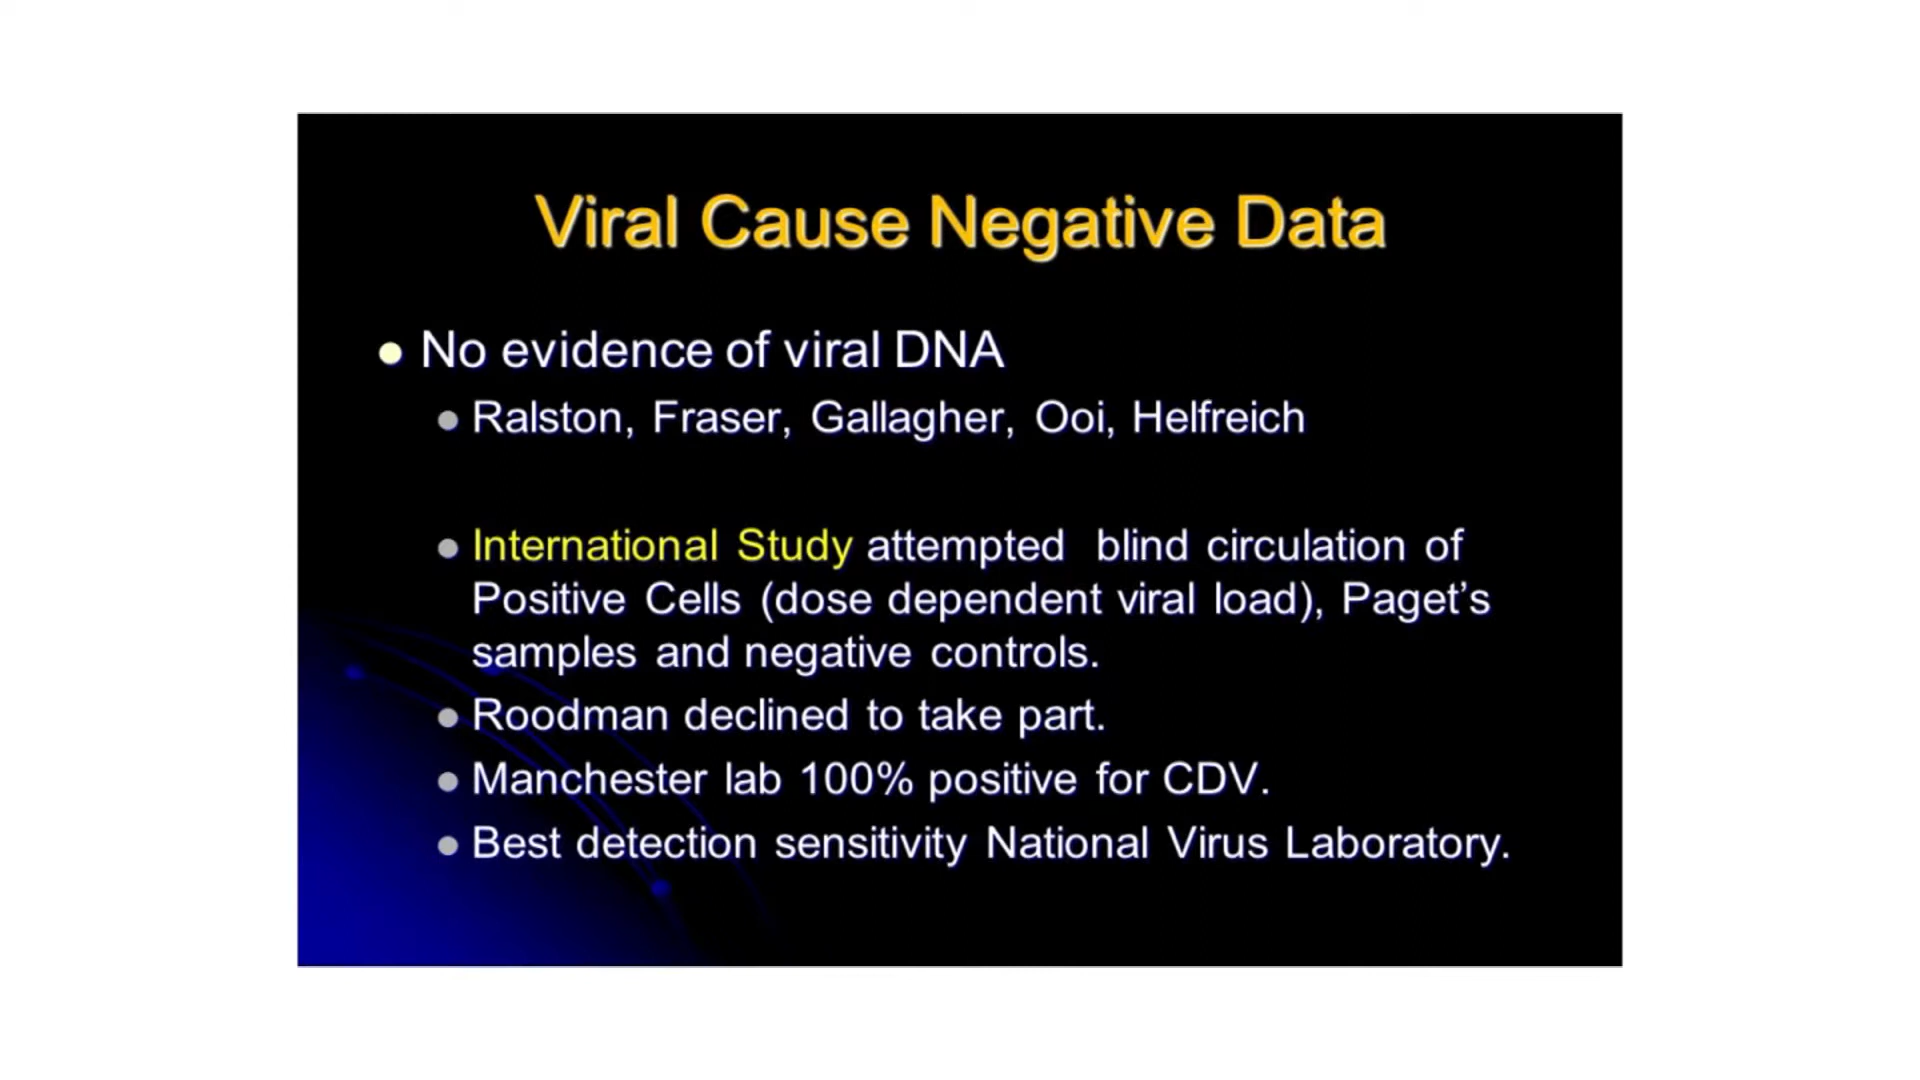 Viral Cause Negative Data
No evidence of viral DNA
Ralston, Fraser, Gallagher, Ooi, Helfreich
International Study attempted blind circulation of
Positive Cells (dose dependent viral load), Paget’s
samples and negative controls.
Roodman declined to take part.
Manchester lab 100% positive for CDV.
Best detection sensitivity National Virus Laboratory.